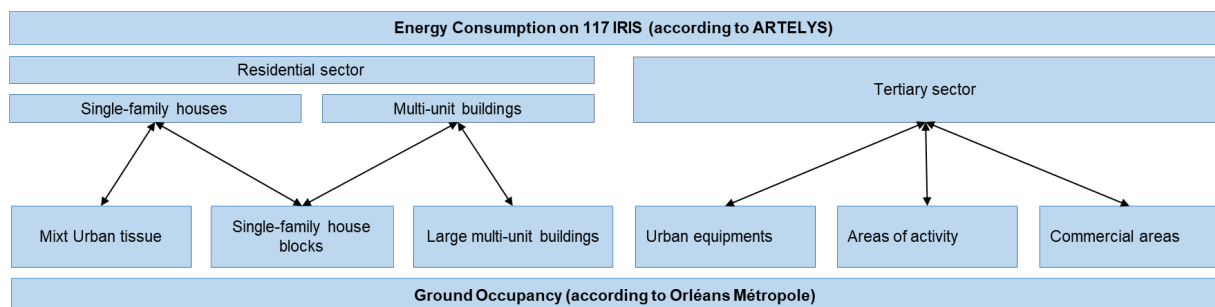 Energy Consumption on 117 IRIS (according to ARTELYS)
Residential sector
Tertiary sector
Single-family houses
Multi-unit buildings
Mixt Urban tissue
Single-family house
blocks
Large multi-unit buildings
Urban equipments
Areas of activity
Commercial areas
Ground Occupancy (according to Orléans Métropole)